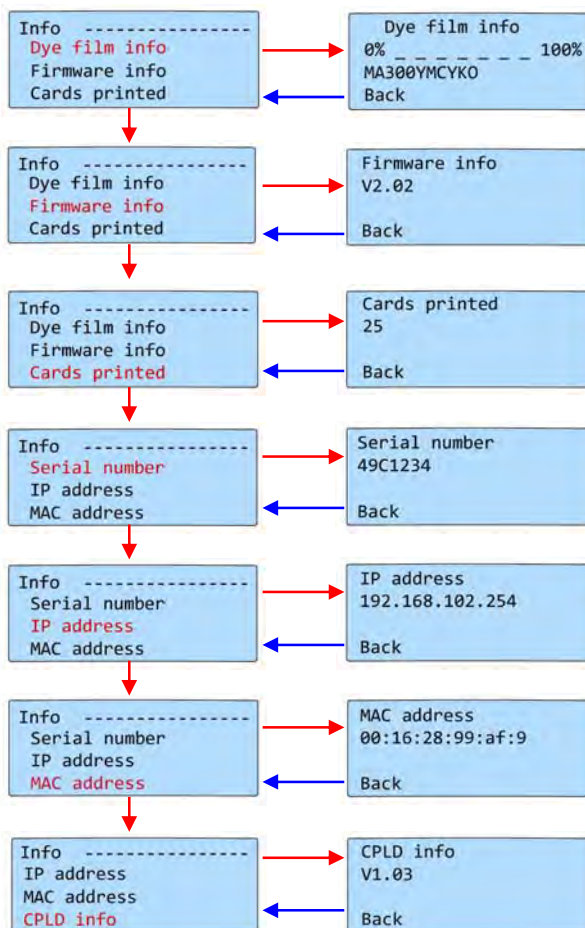 Info ----------------
Dye film info
Firmware info
Cards printed
Dye film info
0% _ _ _ _ _ _ _ 100%
MA300YMCYKO
Back
Info ----------------
Dye film info
Firmware info
Cards printed
Firmware info
V2.02
Back
Info ----------------
Dye film info
Firmware info
Cards printed
Cards printed
25
Back
Info ----------------
Serial number
IP address
MAC address
Serial number
49C1234
Back
Info ----------------
Serial number
IP address
MAC address
IP address
192.168.102.254
Back
Info ----------------
Serial number
IP address
MAC address
MAC address
00:16:28:99:af:9
Back
Info ----------------
IP address
MAC address
CPLD info
CPLD info
V1.03
Back